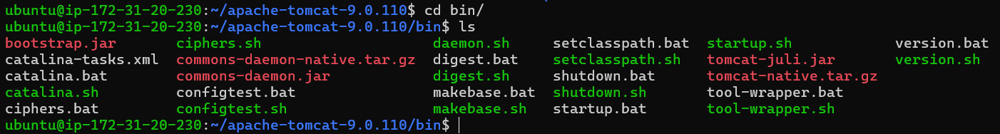 ubuntu@ip-172-31-20-230:~/apache-tomcat-9.0.110$ cd bin/
ubuntu@ip-172-31-20-230:~/apache-tomcat-9.0.110/bin$ ls
bootstrap.jar ciphers.sh daemon.sh setclasspath.bat startup.sh version.bat
catalina-tasks.xml commons-daemon-native.tar.gz digest.bat setclasspath.sh tomcat-juli.jar version.sh
catalina.bat commons-daemon.jar digest.sh shutdown.bat tomcat-native.tar.gz
catalina.sh configtest.bat makebase.bat shutdown.sh tool-wrapper.bat
ciphers.bat configtest.sh makebase.sh startup.bat tool-wrapper.sh
ubuntu@ip-172-31-20-230:~/apache-tomcat-9.0.110/bin$